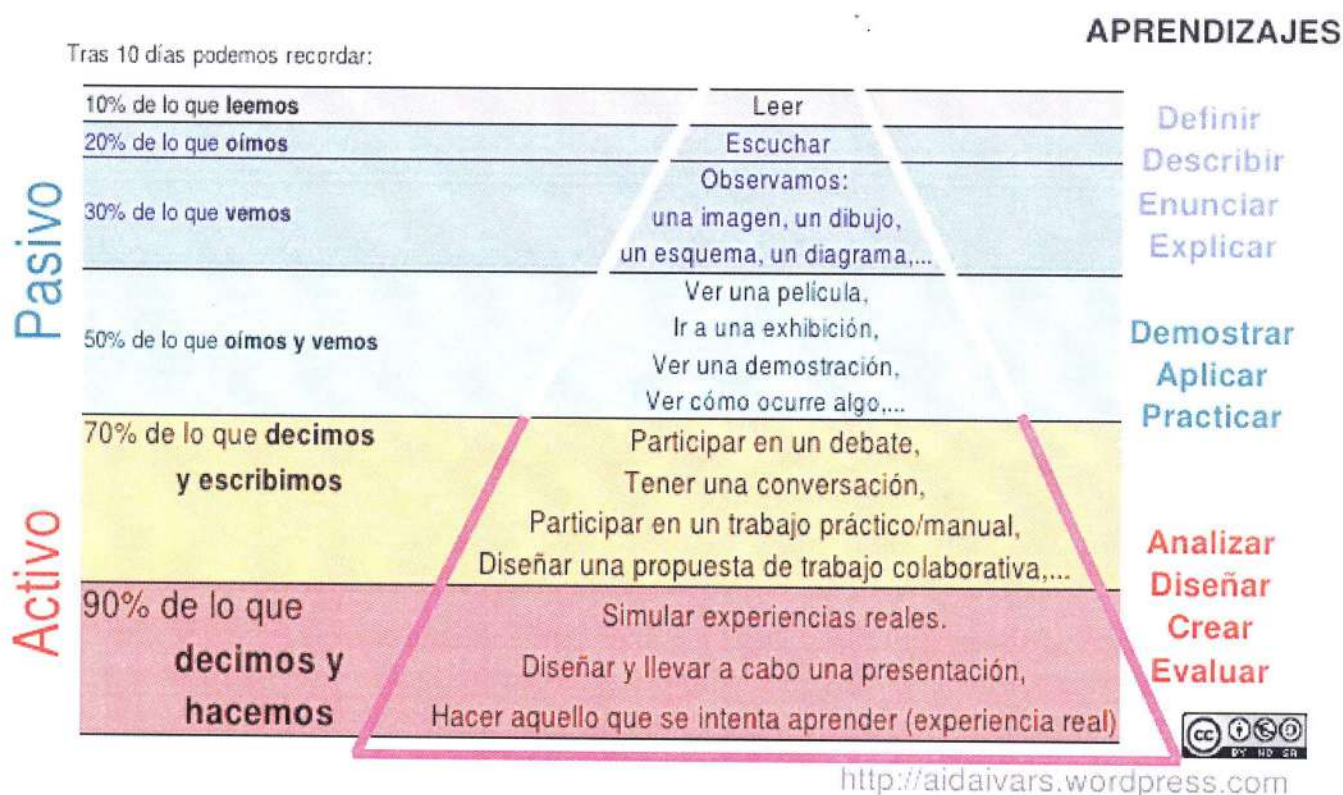 APRENDIZAJES
Tras 10 días podemos recordar:
10% de lo que leemos
Leer
20% de lo que oímos
Escuchar
30% de lo que vemos
Observamos:
una imagen, un dibujo,
un esquema, un diagrama,...
50% de lo que oímos y vemos
Ver una película,
Ir a una exhibición,
Ver una demostración,
Ver cómo ocurre algo,...
Pasivo
70% de lo que decimos
y escribimos
Participar en un debate,
Tener una conversación,
Participar en un trabajo práctico/manual,
Diseñar una propuesta de trabajo colaborativa,...
90% de lo que
decimos y
hacemos
Simular experiencias reales.
Diseñar y llevar a cabo una presentación,
Hacer aquello que se intenta aprender (experiencia real)
Activo
Definir
Describir
Enunciar
Explicar
Demostrar
Aplicar
Practicar
Analizar
Diseñar
Crear
Evaluar
cc
http://aidaivars.wordpress.com